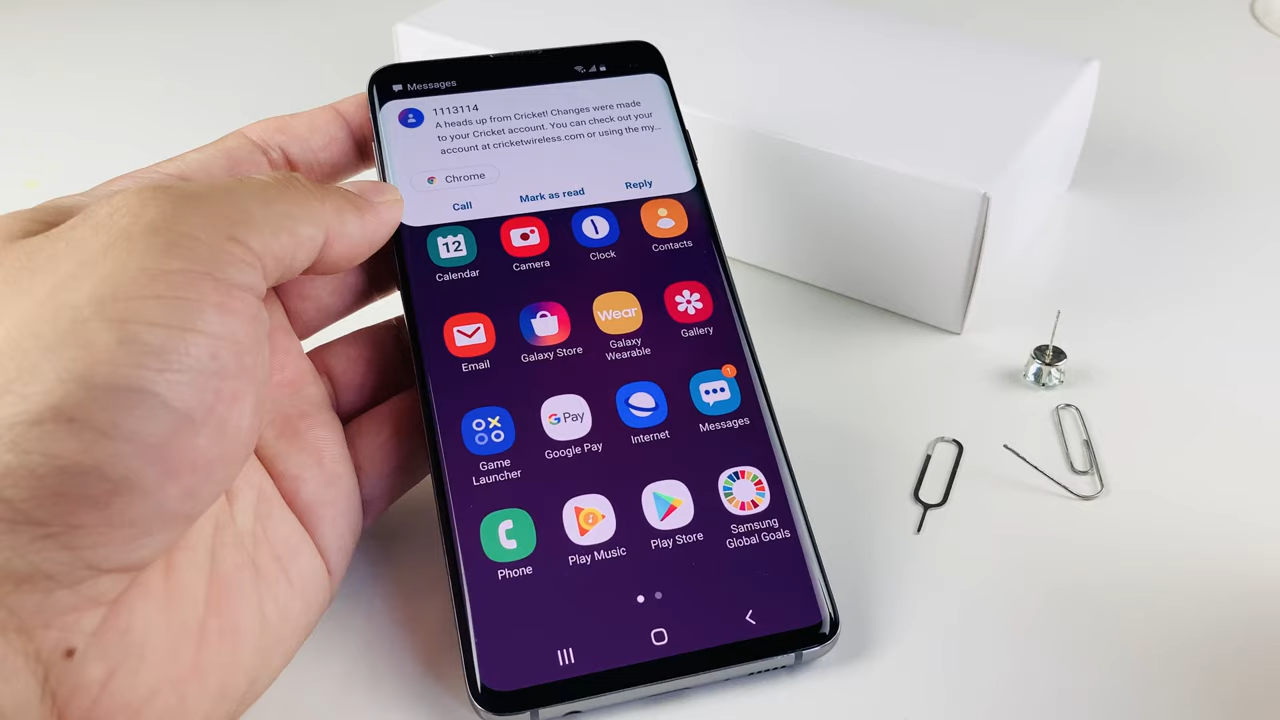 Messages
1113114
A heads up from Cricket! Changes were made
to your Cricket account. You can check out your
account at cricketwireless.com or using the my...
Chrome
Call
Mark as read
Reply
12
Calendar
Camera
Clock
Contacts
Wear
Email
Galaxy Store
Galaxy
Wearable
Gallery
G Pay
1
Game
Launcher
Google Pay
Internet
Messages
Phone
Play Music
Play Store
Samsung
Global Goals